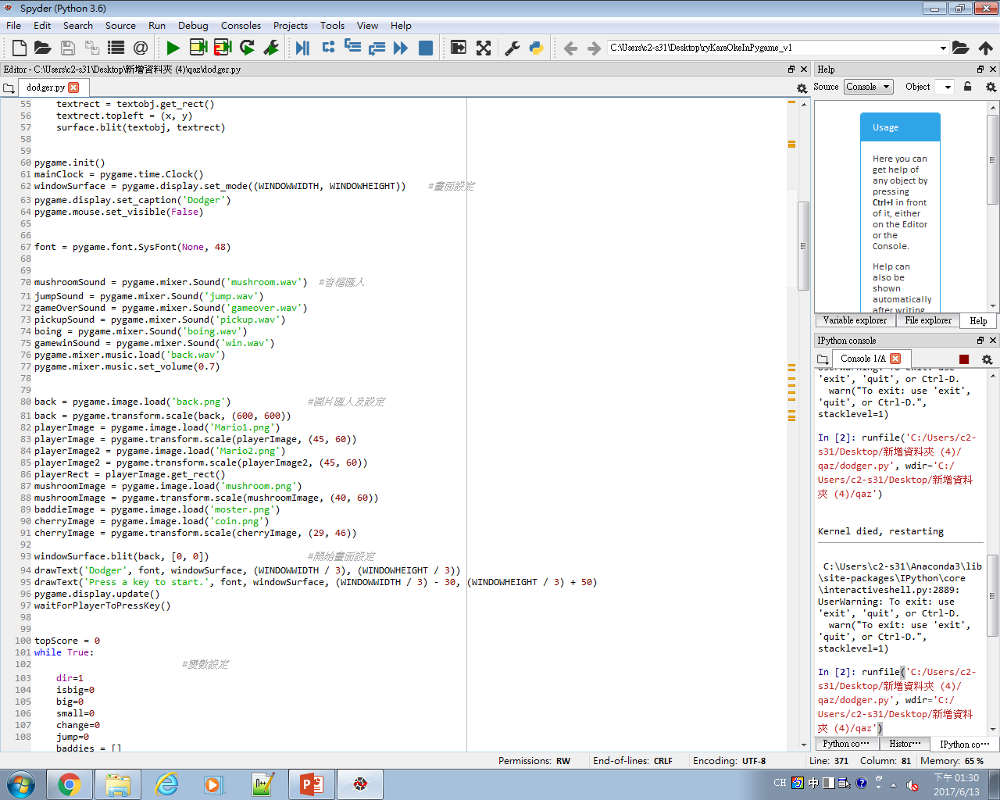 Spyder (Python 3.6)
File Edit Search Source Run Debug Consoles Projects Tools View Help
C:\Users\c2-s31\Desktop\ryKaraOkeInPygame_v1
Editor - C:\Users\c2-s31\Desktop\新增資料夾 (4)\qaz\dodger.py
dodger.py
55 textrect = textobj.get_rect()
56 textrect.topleft = (x, y)
57 surface.blit(textobj, textrect)
58
59
60 pygame.init()
61 mainClock = pygame.time.Clock()
62 windowSurface = pygame.display.set_mode((WINDOWWIDTH, WINDOWHEIGHT)) #畫面設定
63 pygame.display.set_caption('Dodger')
64 pygame.mouse.set_visible(False)
65
66
67 font = pygame.font.SysFont(None, 48)
68
69
70 mushroomSound = pygame.mixer.Sound('mushroom.wav') #音檔匯入
71 jumpSound = pygame.mixer.Sound('jump.wav')
72 gameOverSound = pygame.mixer.Sound('gameover.wav')
73 pickupSound = pygame.mixer.Sound('pickup.wav')
74 boing = pygame.mixer.Sound('boing.wav')
75 gamewinSound = pygame.mixer.Sound('win.wav')
76 pygame.mixer.music.load('back.wav')
77 pygame.mixer.music.set_volume(0.7)
78
79
80 back = pygame.image.load('back.png') #圖片匯入及設定
81 back = pygame.transform.scale(back, (600, 600))
82 playerImage = pygame.image.load('Mario1.png')
83 playerImage = pygame.transform.scale(playerImage, (45, 60))
84 playerImage2 = pygame.image.load('Mario2.png')
85 playerImage2 = pygame.transform.scale(playerImage2, (45, 60))
86 playerRect = playerImage.get_rect()
87 mushroomImage = pygame.image.load('mushroom.png')
88 mushroomImage = pygame.transform.scale(mushroomImage, (40, 60))
89 baddieImage = pygame.image.load('moster.png')
90 cherryImage = pygame.image.load('coin.png')
91 cherryImage = pygame.transform.scale(cherryImage, (29, 46))
92
93 windowSurface.blit(back, [0, 0]) #開始畫面設定
94 drawText('Dodger', font, windowSurface, (WINDOWWIDTH / 3), (WINDOWHEIGHT / 3))
95 drawText('Press a key to start.', font, windowSurface, (WINDOWWIDTH / 3) - 30, (WINDOWHEIGHT / 3) + 50)
96 pygame.display.update()
97 waitForPlayerToPressKey()
98
99
100 topScore = 0
101 while True:
102 #變數設定
103 dir=1
104 isbig=0
105 big=0
106 small=0
107 change=0
108 jump=0
baddies = []
Help
Source Console Object
Usage
Here you can
get help of
any object by
pressing
Ctrl+I in front
of it, either
on the Editor
or the
Console.
Help can
also be
shown
automatically
after writing
Variable explorer File explorer Help
IPython console
Console 1/A
UserWarning: To exit: use
'exit', 'quit', or Ctrl-D.
warn("To exit: use 'exit',
'quit', or Ctrl-D.",
stacklevel=1)
In [2]: runfile('C:/Users/c2-
s31/Desktop/新增資料夾 (4)/
qaz/dodger.py', wdir='C:/
Users/c2-s31/Desktop/新增資料
夾 (4)/qaz')
Kernel died, restarting
C:\Users\c2-s31\Anaconda3\lib
\site-packages\IPython\core
\interactiveshell.py:2889:
UserWarning: To exit: use
'exit', 'quit', or Ctrl-D.
warn("To exit: use 'exit',
'quit', or Ctrl-D.",
stacklevel=1)
In [2]: runfile('C:/Users/c2-
s31/Desktop/新增資料夾 (4)/
qaz/dodger.py', wdir='C:/
Users/c2-s31/Desktop/新增資料
夾 (4)/qaz')
Python co··· Histor··· IPython co···
Permissions: RW End-of-lines: CRLF Encoding: UTF-8 Line: 371 Column: 81 Memory: 65 %
CH 中 下午 01:30
2017/6/13